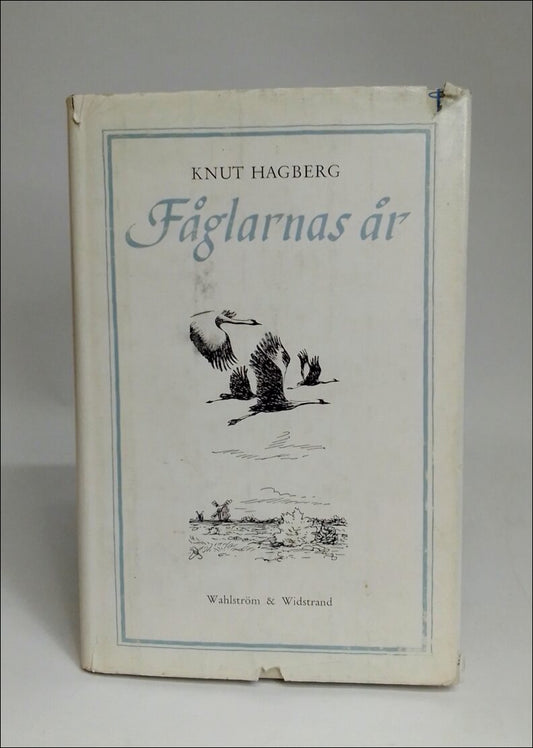 KNUT HAGBERG
Fåglarnas år
Wahlström & Widstrand